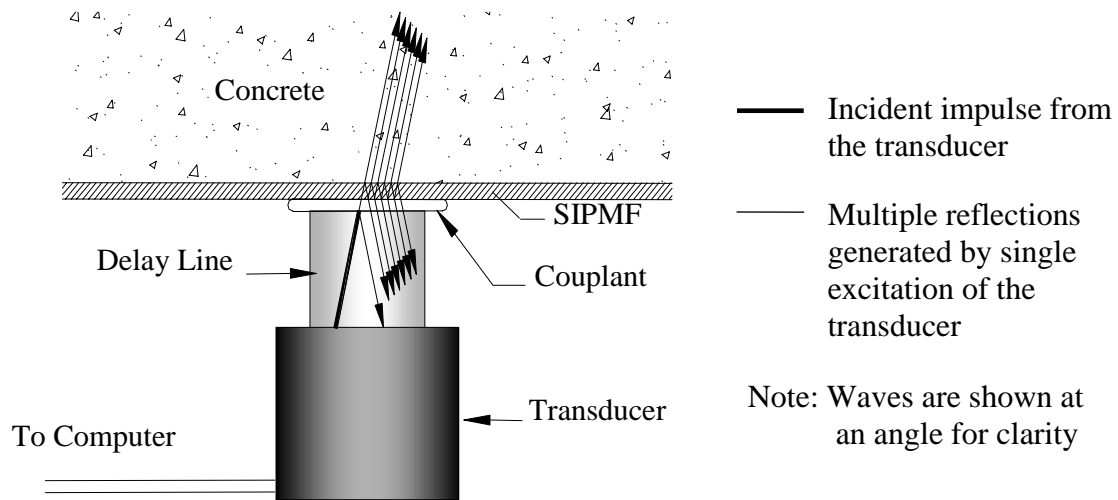 Concrete
SIPMF
Delay Line
Couplant
Transducer
To Computer
Incident impulse from
the transducer
Multiple reflections
generated by single
excitation of the
transducer
Note: Waves are shown at
an angle for clarity